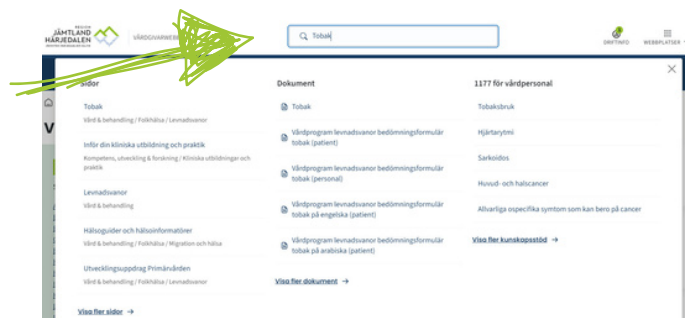 REGION
JÄMTLAND
HÄRJEDALEN
VÅRDGIVARWEBB
Tobak
DRIFTINFO
WEBBPLATSER
Sidor
Tobak
Vård & behandling / Folkhälsa / Levnadsvanor
Inför din kliniska utbildning och praktik
Kompetens, utveckling & forskning / Kliniska utbildningar och
praktik
Levnadsvanor
Vård & behandling
Hälsoguider och hälsoinformatörer
Vård & behandling / Folkhälsa / Migration och hälsa
Utvecklingsuppdrag Primärvården
Vård & behandling / Folkhälsa / Levnadsvanor
Visa fler sidor →
Dokument
Tobak
Vårdprogram levnadsvanor bedömningsformulär
tobak (patient)
Vårdprogram levnadsvanor bedömningsformulär
tobak (personal)
Vårdprogram levnadsvanor bedömningsformulär
tobak på engelska (patient)
Vårdprogram levnadsvanor bedömningsformulär
tobak på arabiska (patient)
Visa fler dokument →
1177 för vårdpersonal
Tobaksbruk
Hjärtarytmi
Sarkoidos
Huvud- och halscancer
Allvarliga ospecifika symtom som kan bero på cancer
Visa fler kunskapsstöd →
V